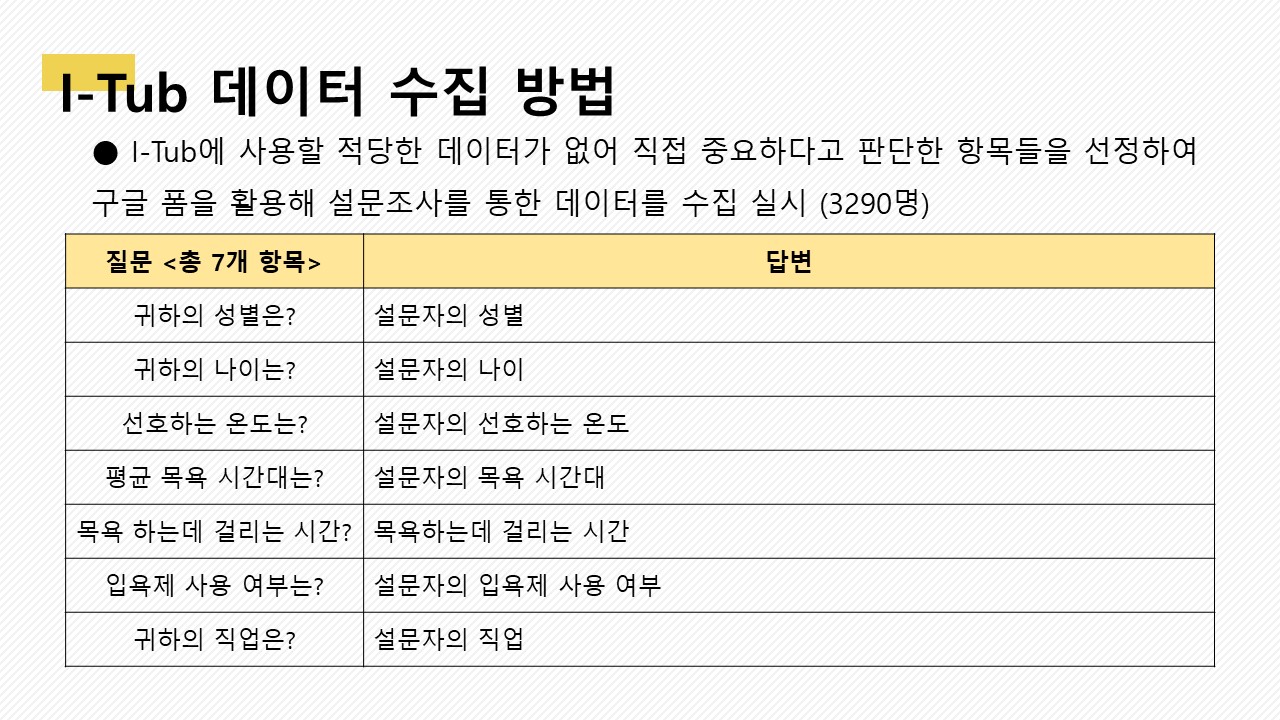 I-Tub 데이터 수집 방법
● I-Tub에 사용할 적당한 데이터가 없어 직접 중요하다고 판단한 항목들을 선정하여
구글 폼을 활용해 설문조사를 통한 데이터를 수집 실시 (3290명)
질문 <총 7개 항목> 답변
귀하의 성별은? 설문자의 성별
귀하의 나이는? 설문자의 나이
선호하는 온도는? 설문자의 선호하는 온도
평균 목욕 시간대는? 설문자의 목욕 시간대
목욕 하는데 걸리는 시간? 목욕하는데 걸리는 시간
입욕제 사용 여부는? 설문자의 입욕제 사용 여부
귀하의 직업은? 설문자의 직업